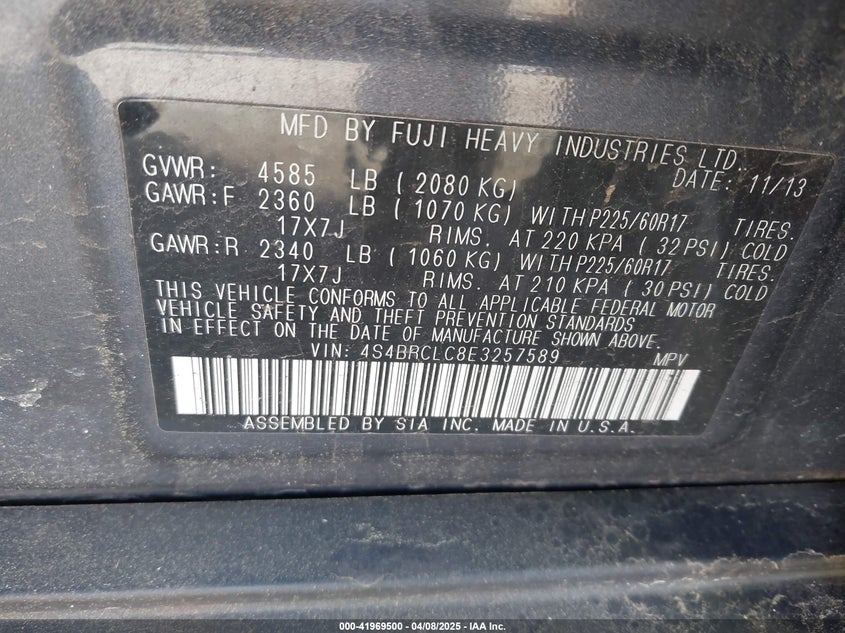 MFD BY FUJI HEAVY INDUSTRIES LTD.
GVWR: 4585 LB (2080 KG) DATE: 11/13
GAWR:F 2360 LB (1070 KG) WITH P225/60R17 TIRES.
17X7J RIMS. AT 220 KPA (32 PSI) COLD
GAWR:R 2340 LB (1060 KG) WITH P225/60R17 TIRES.
17X7J RIMS. AT 210 KPA (30 PSI) COLD
THIS VEHICLE CONFORMS TO ALL APPLICABLE FEDERAL MOTOR
VEHICLE SAFETY AND THEFT PREVENTION STANDARDS
IN EFFECT ON THE DATE OF MANUFACTURE SHOWN ABOVE.
VIN: 4S4BRCLC8E3257589 MPV
ASSEMBLED BY SIA INC. MADE IN U.S.A.
000-41969500 - 04/08/2025 - IAA Inc.